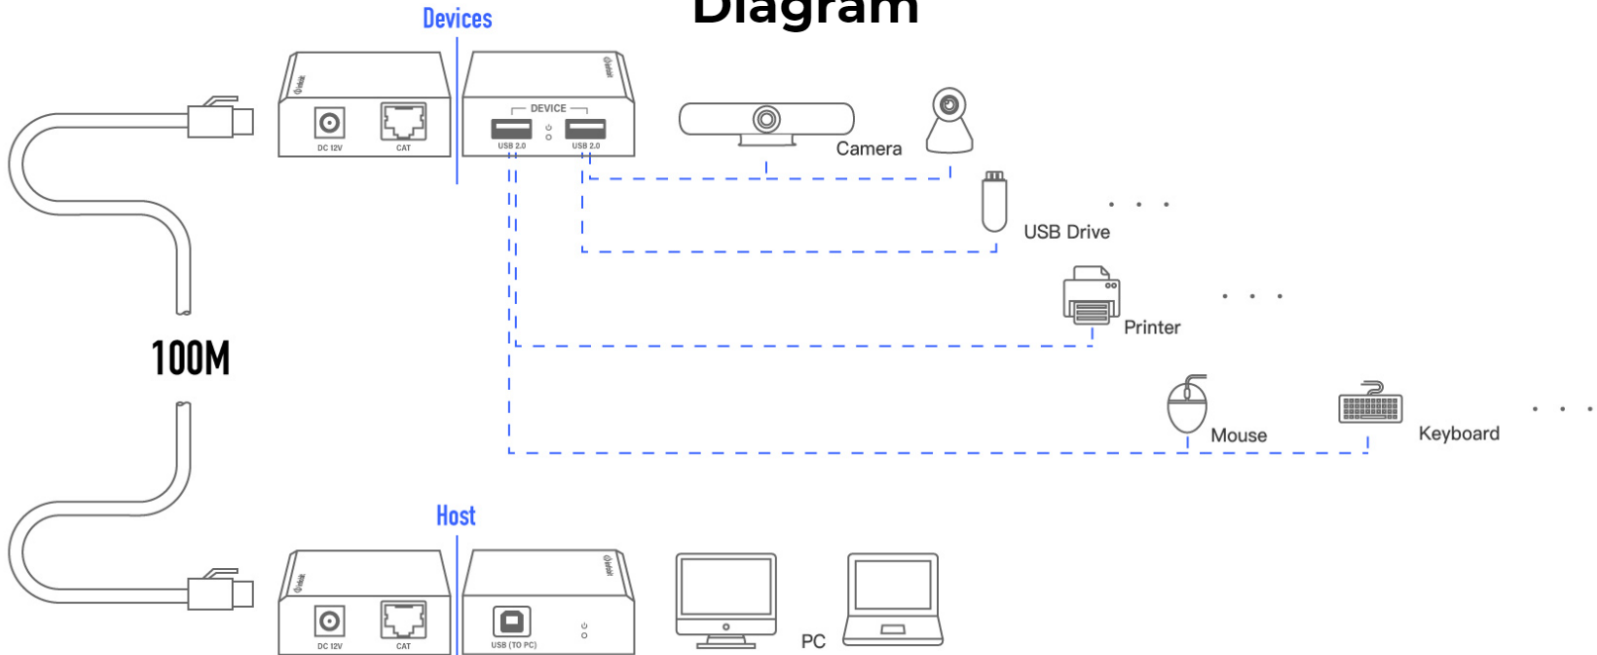 Diagram
Devices
DEVICE
DC 12V
CAT
USB 2.0
USB 2.0
Camera
USB Drive
Printer
100M
Mouse
Keyboard
Host
DC 12V
CAT
USB (TO PC)
PC